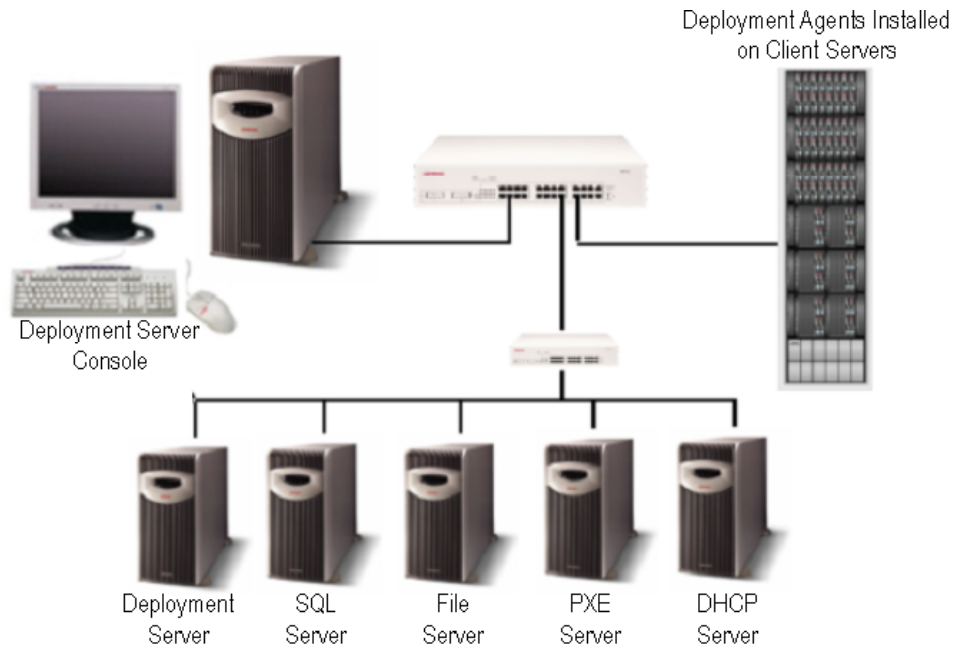 Deployment Agents Installed
on Client Servers
Deployment Server
Console
Deployment
Server
SQL
Server
File
Server
PXE
Server
DHCP
Server